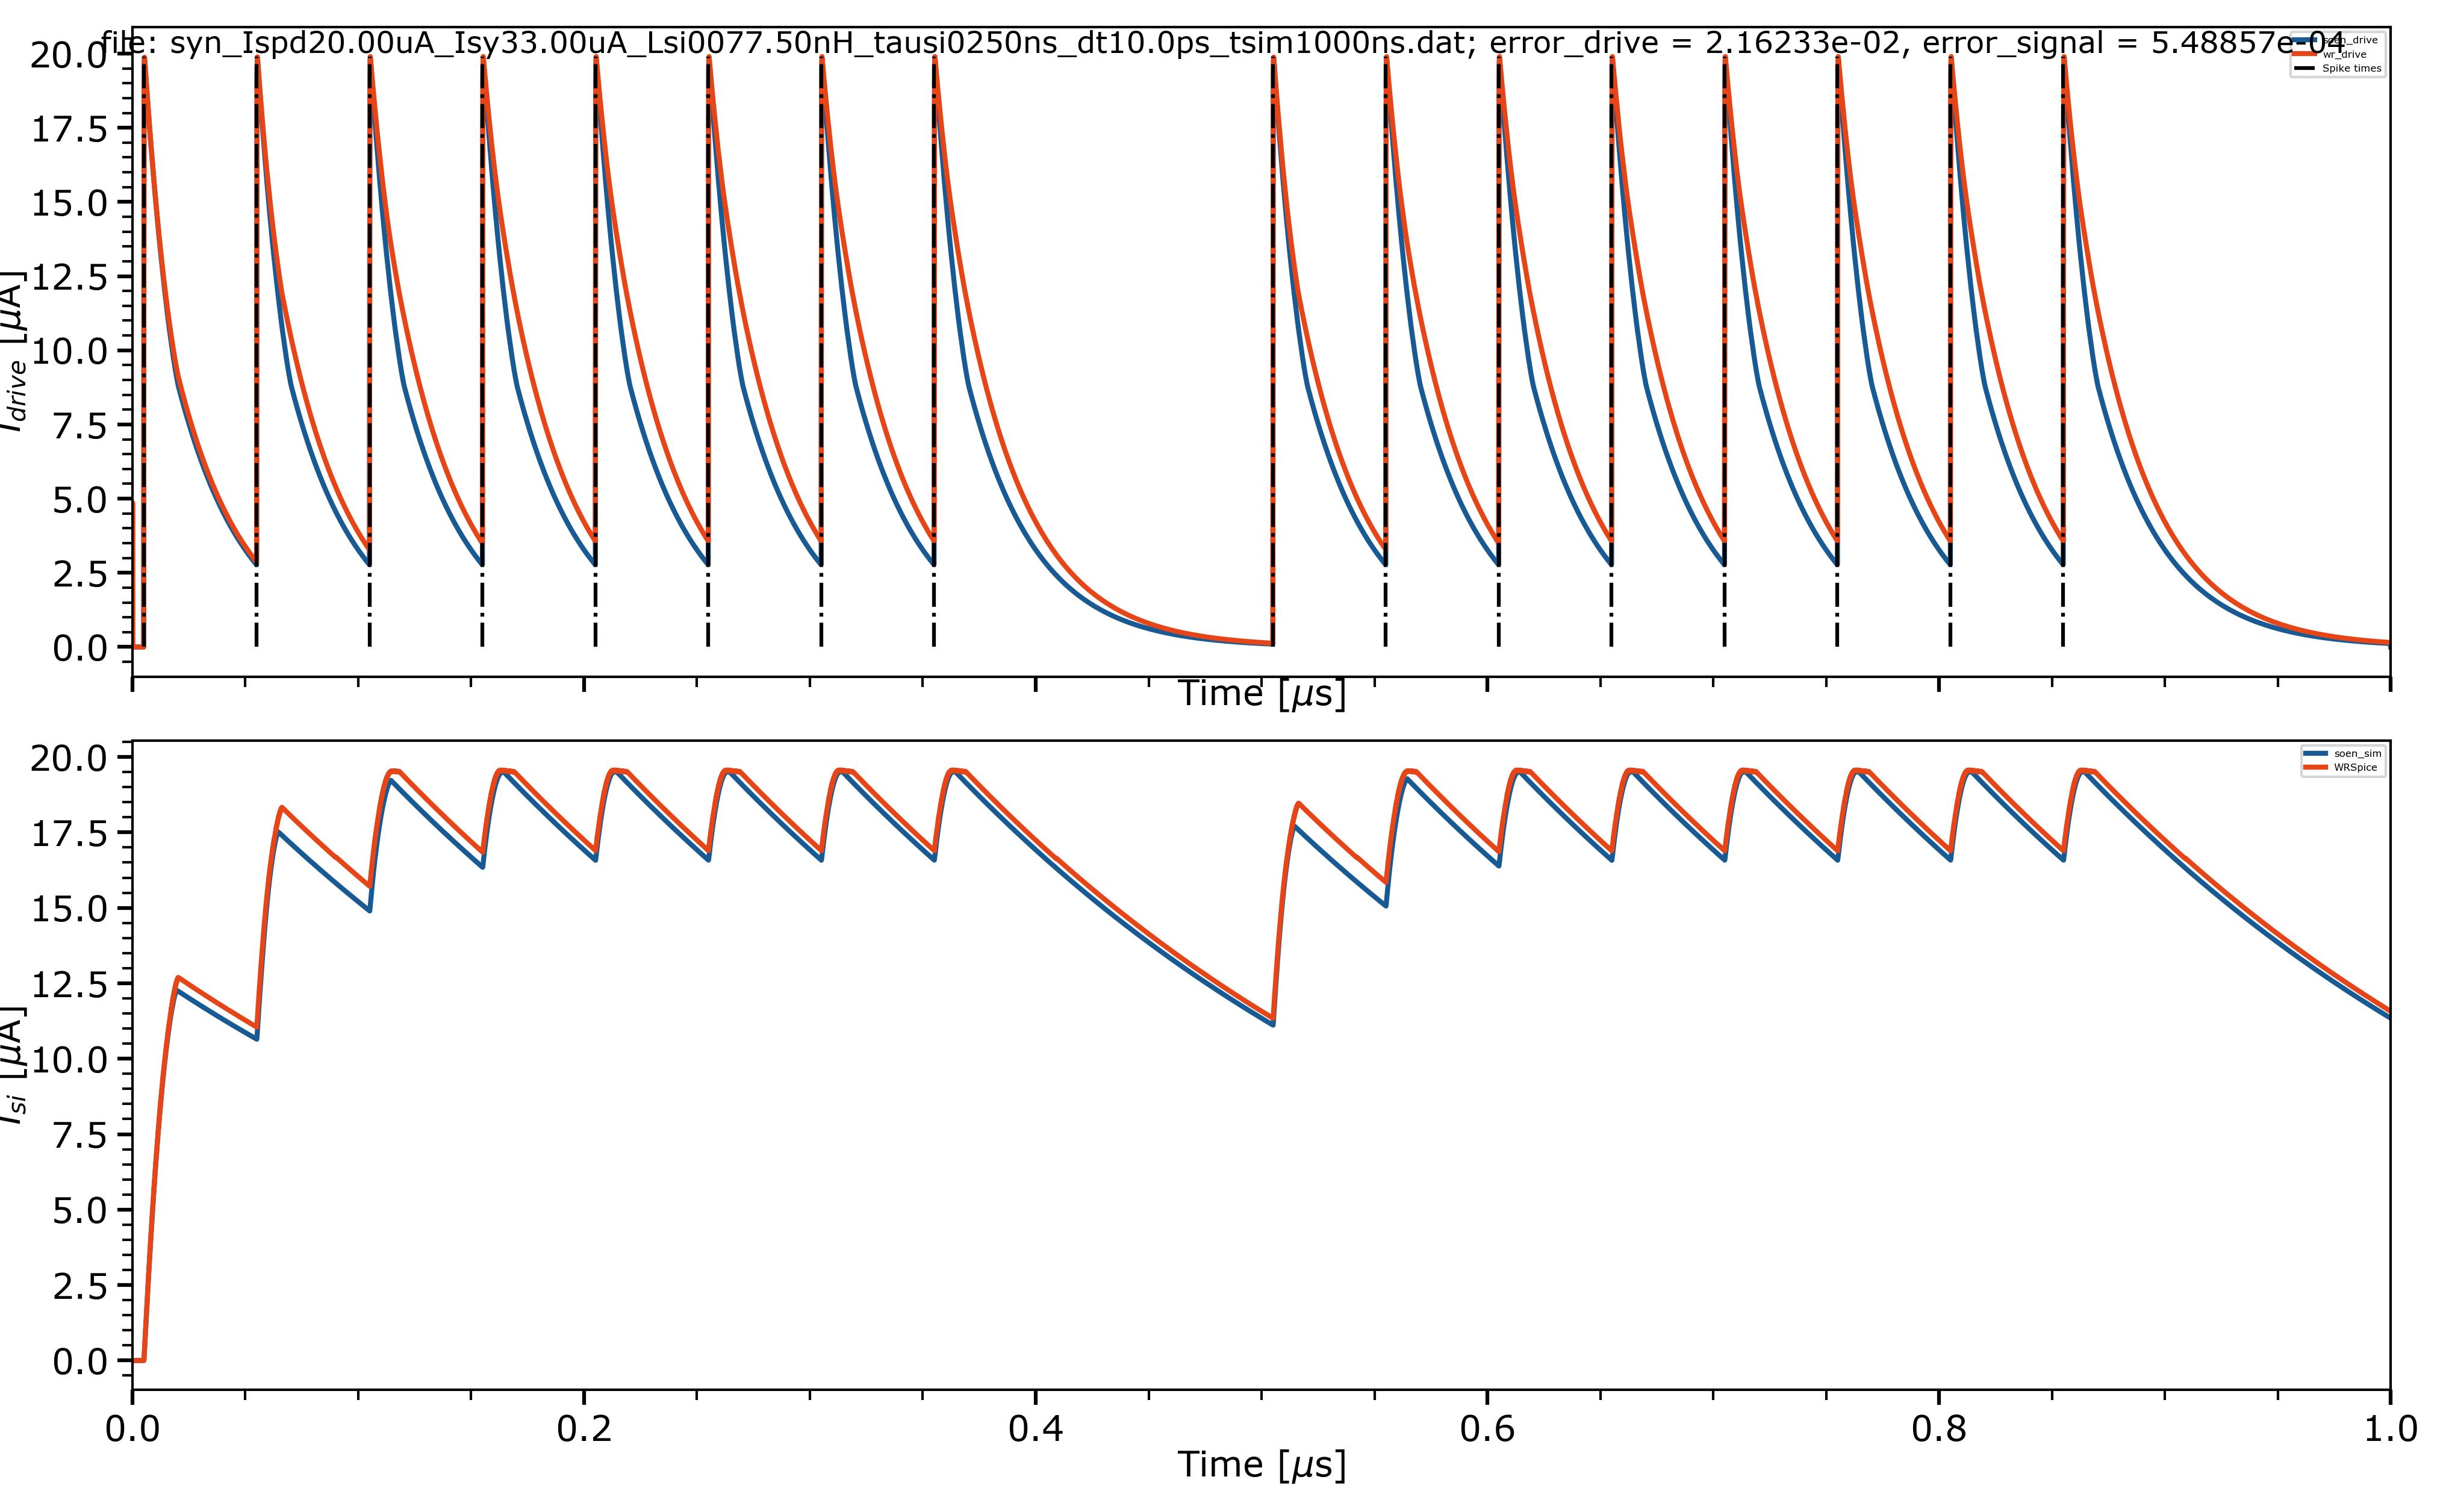 file: syn_Ispd20.00uA_Isy33.00uA_Lsi0077.50nH_tausi0250ns_dt10.0ps_tsim1000ns.dat; error_drive = 2.16233e-02, error_signal = 5.48857e-04
soen_drive
wr_drive
Spike times
20.0
17.5
15.0
12.5
10.0
7.5
5.0
2.5
0.0
I_drive [μA]
Time [μs]
soen_sim
WRSpice
20.0
17.5
15.0
12.5
10.0
7.5
5.0
2.5
0.0
I_si [μA]
0.0 0.2 0.4 0.6 0.8 1.0
Time [μs]